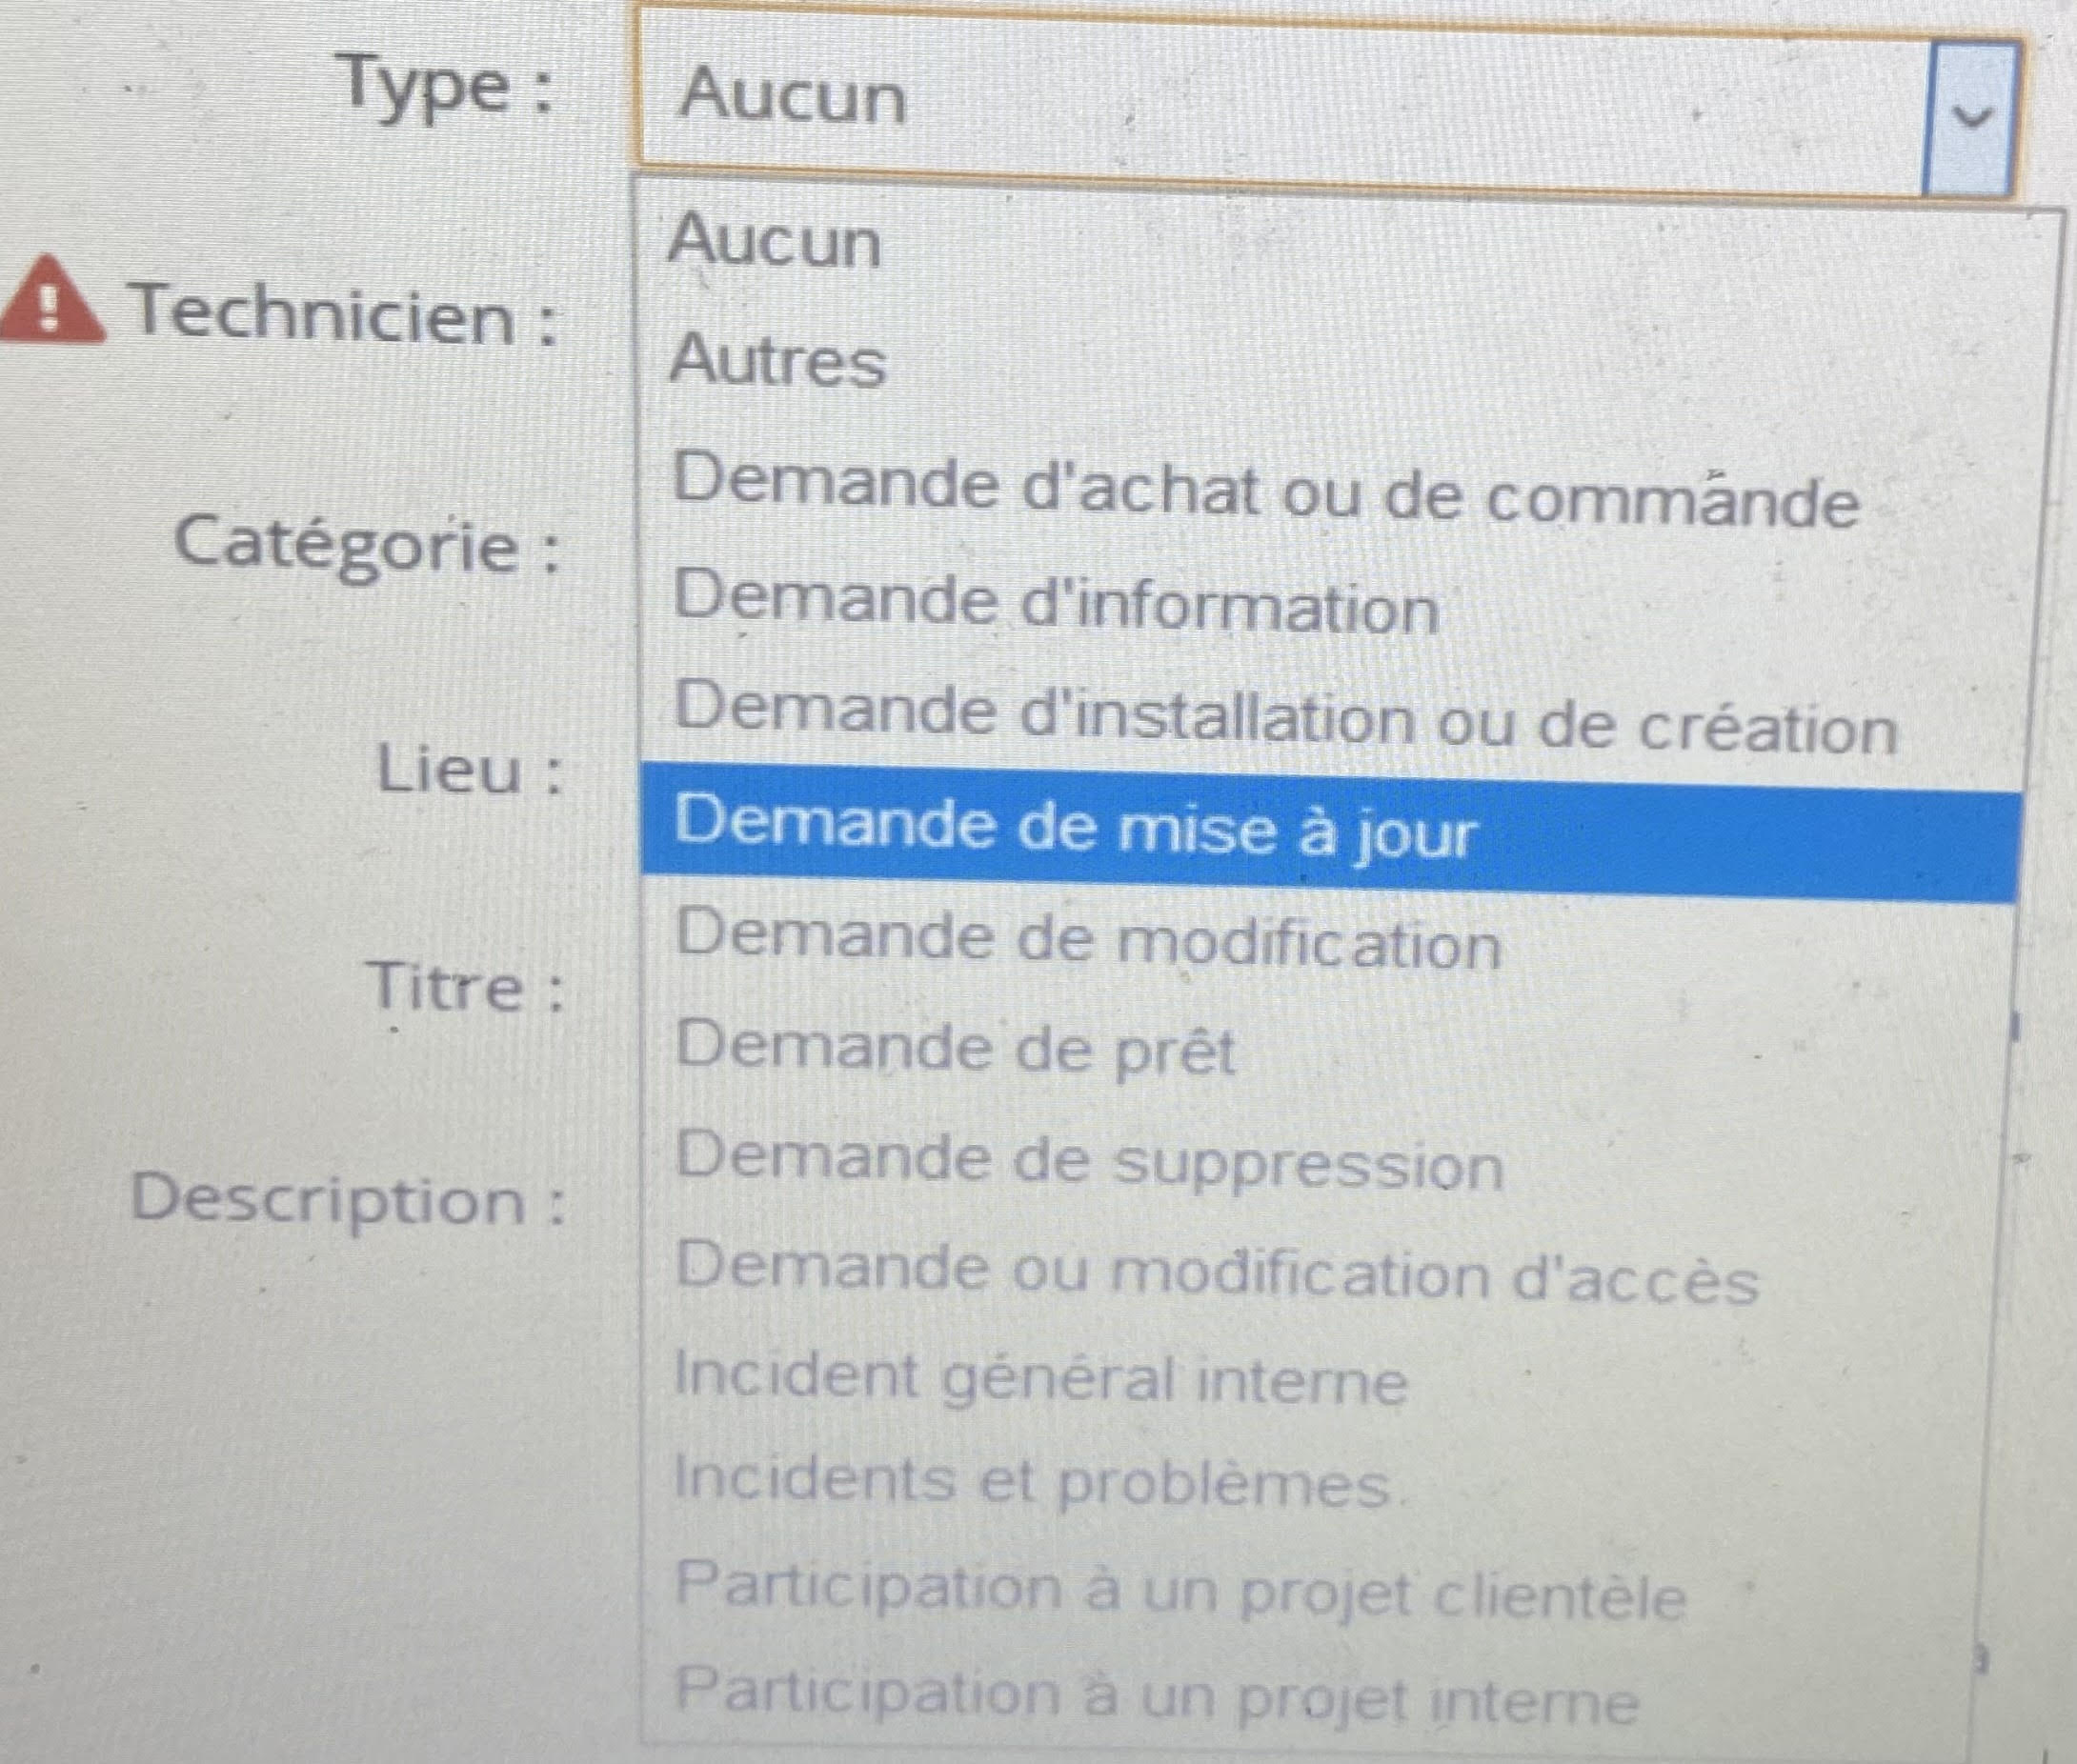 Type : Aucun
Aucun
Technicien :
Autres
Demande d'achat ou de commande
Catégorie :
Demande d'information
Demande d'installation ou de création
Lieu :
Demande de mise à jour
Demande de modification
Titre :
Demande de prêt
Demande de suppression
Description :
Demande ou modification d'accès
Incident général interne
Incidents et problèmes
Participation à un projet clientèle
Participation à un projet interne